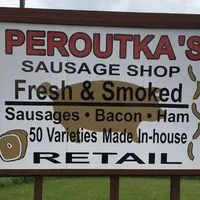 PEROUTKA'S
SAUSAGE SHOP
Fresh & Smoked
Sausages • Bacon • Ham
50 Varieties Made In-house
RETAIL